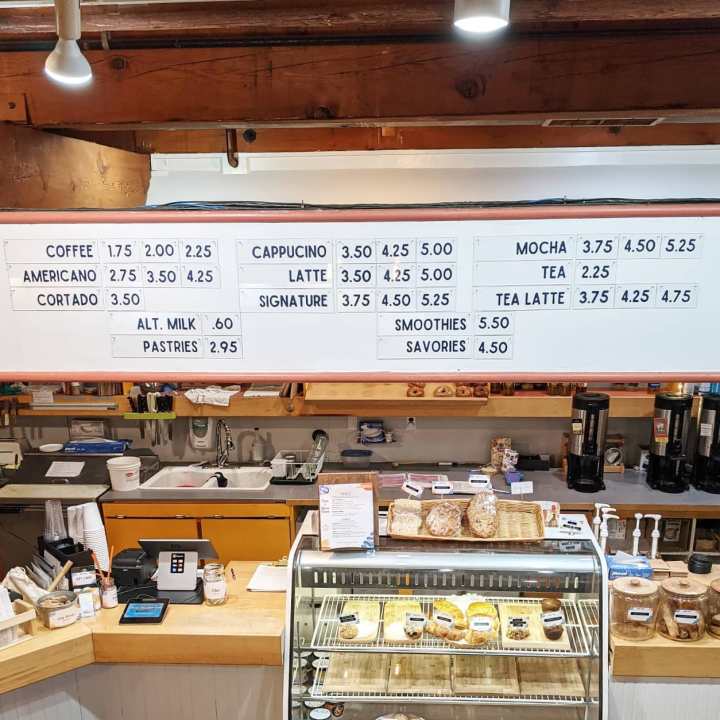 COFFEE 1.75 2.00 2.25
AMERICANO 2.75 3.50 4.25
CORTADO 3.50
CAPPUCINO 3.50 4.25 5.00
LATTE 3.50 4.25 5.00
SIGNATURE 3.75 4.50 5.25
MOCHA 3.75 4.50 5.25
TEA 2.25
TEA LATTE 3.75 4.25 4.75
ALT. MILK .60
PASTRIES 2.95
SMOOTHIES 5.50
SAVORIES 4.50